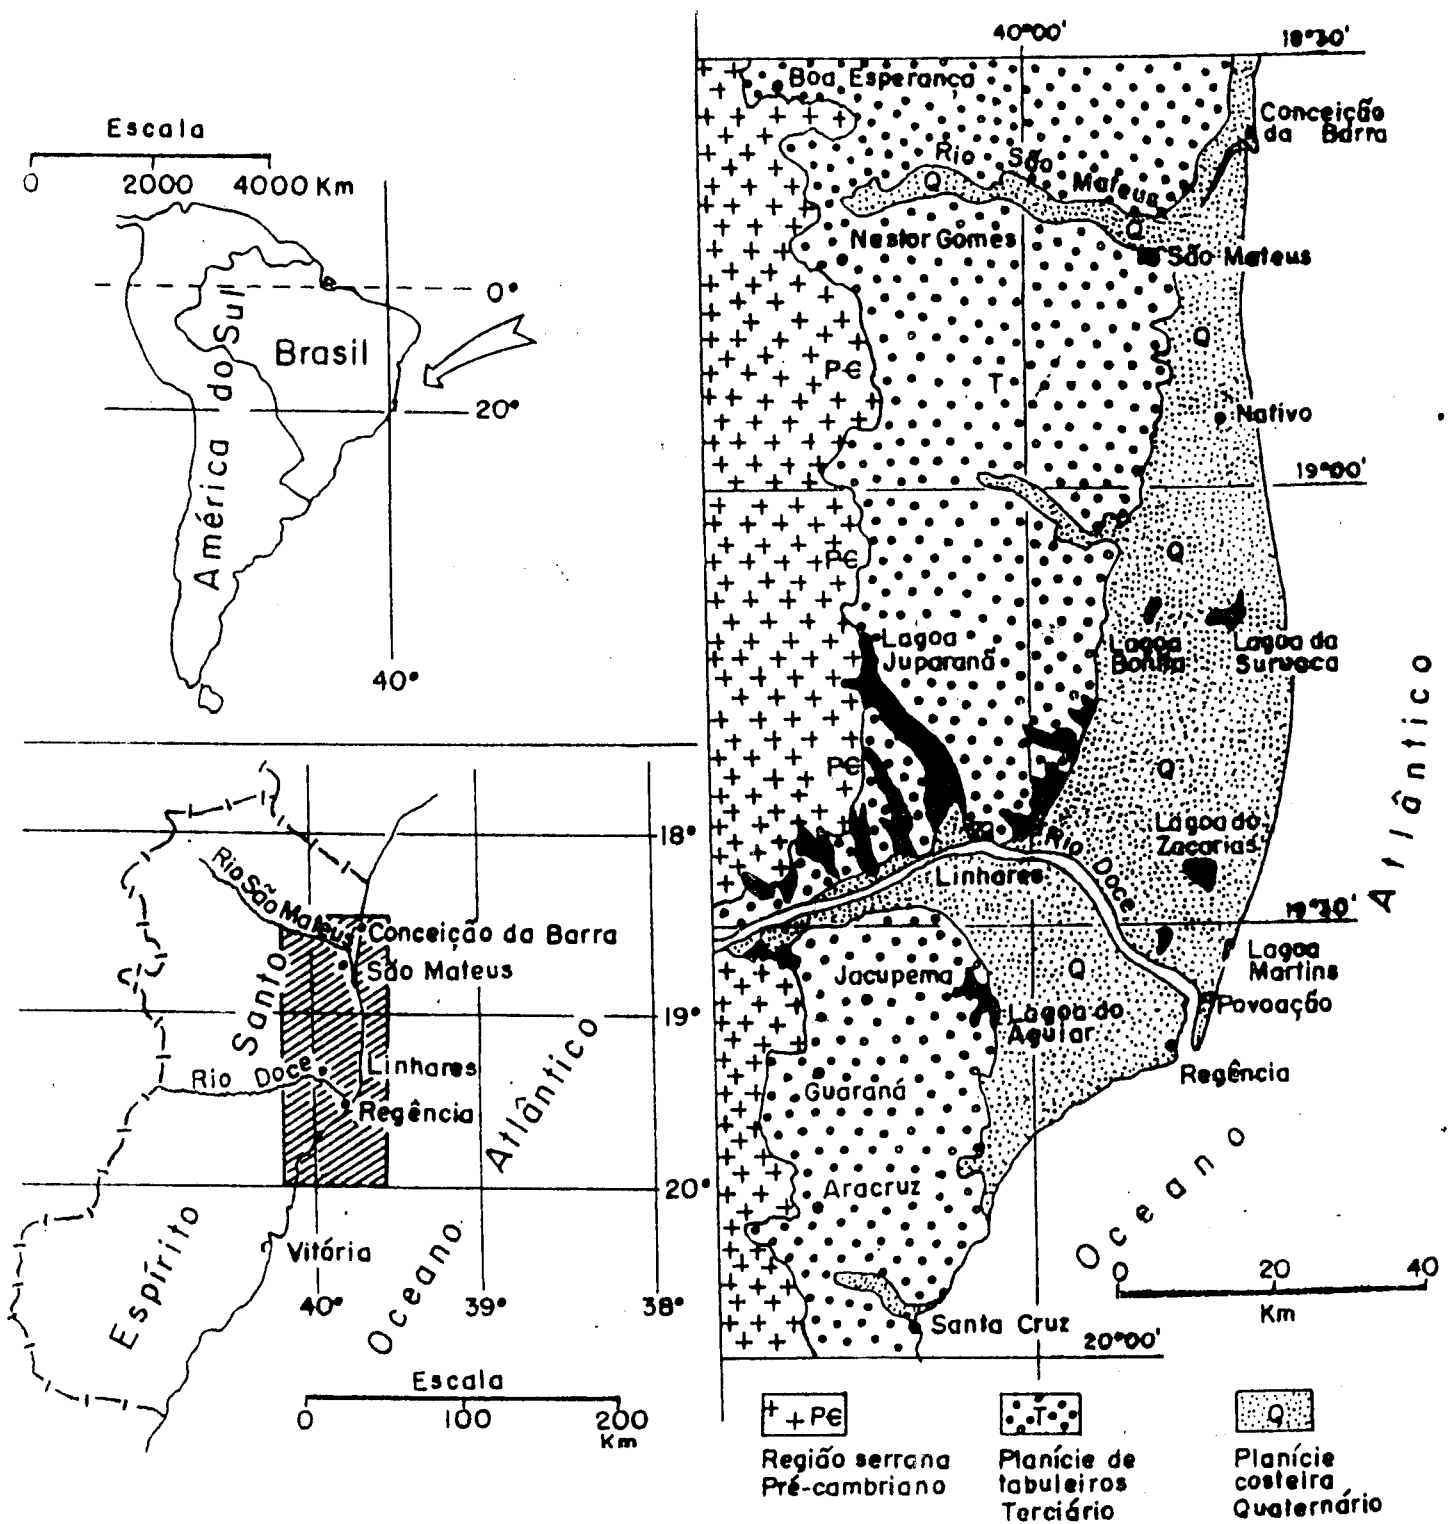 Escala
0 2000 4000 Km
0°
América do Sul
Brasil
20°
40°
18°
Rio São Mateus
Conceição da Barra
São Mateus
19°
Santo
Linhares
Rio Doce
Regência
Atlântico
20°
Espírito
Vitória
40° 39° 38°
Oceano
Escala
0 100 200
Km
40°00' 18°30'
Boa Esperança
Conceição
da Barra
Rio São Mateus
Q
Q
Nestor Gomes
São Mateus
Q
PЄ
T
Nativo
19°00'
PЄ
Q
Lagoa
Juparanã
Lagoa
Bonita
Lagoa da
Suruaca
PЄ
Q
Atlântico
Lagoa do
Zacarias
Rio Doce
Linhares
19°30'
Lagoa
Martins
Jacupema
Q
Povoação
Lagoa do
Aguiar
Regência
Guaraná
Oceano
Aracruz
0 20 40
Km
Santa Cruz
20°00'
PЄ
T
Q
Região serrana
Pré-cambriano
Planície de
tabuleiros
Terciário
Planície
costeira
Quaternário